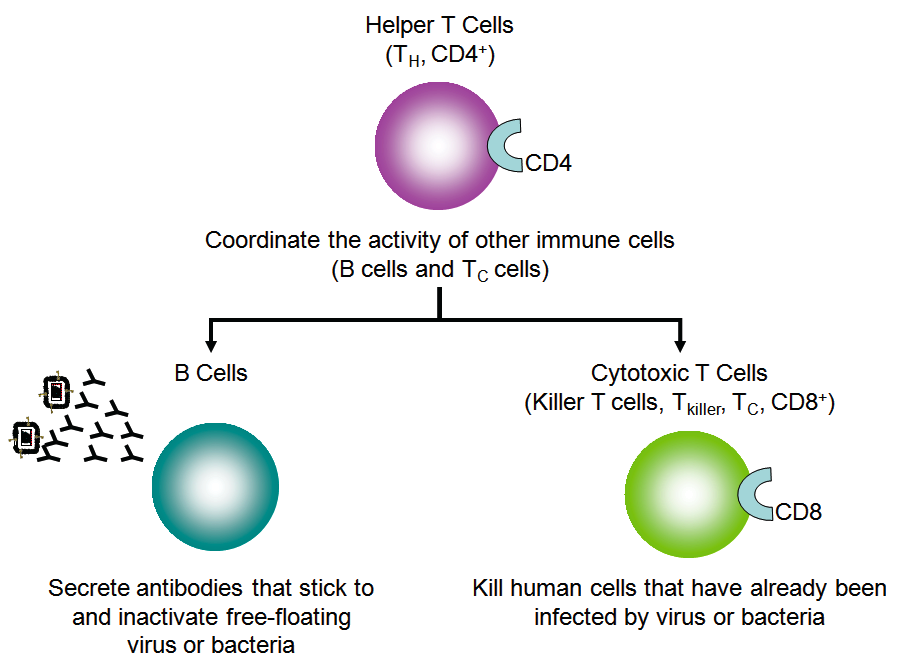 Helper T Cells
(TH, CD4+)
CD4
Coordinate the activity of other immune cells
(B cells and TC cells)
B Cells
Cytotoxic T Cells
(Killer T cells, Tkiller, TC, CD8+)
CD8
Secrete antibodies that stick to
and inactivate free-floating
virus or bacteria
Kill human cells that have already been
infected by virus or bacteria